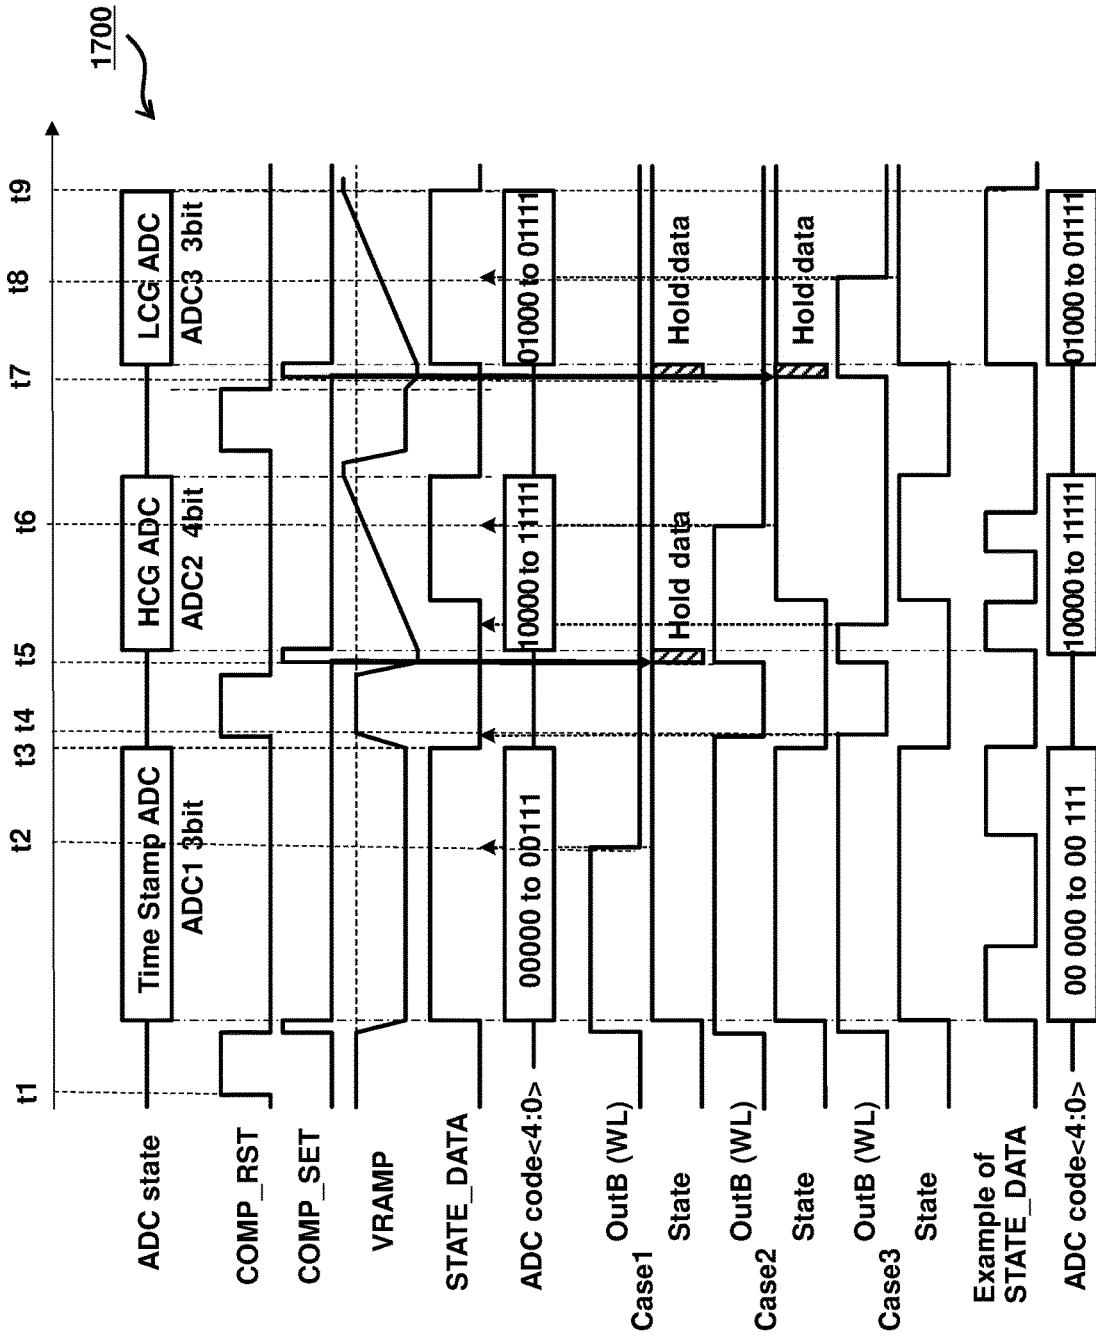 1700
t1 t2 t3 t4 t5 t6 t7 t8 t9
ADC state Time Stamp ADC HCG ADC LCG ADC
ADC1 3bit ADC2 4bit ADC3 3bit
COMP_RST
COMP_SET
VRAMP
STATE_DATA
ADC code<4:0> 00000 to 00111 10000 to 11111 01000 to 01111
OutB (WL)
Case1
State Hold data Hold data
OutB (WL)
Case2
State Hold data
OutB (WL)
Case3
State
Example of
STATE_DATA
ADC code<4:0> 00 000 to 00 111 10000 to 11111 01000 to 01111